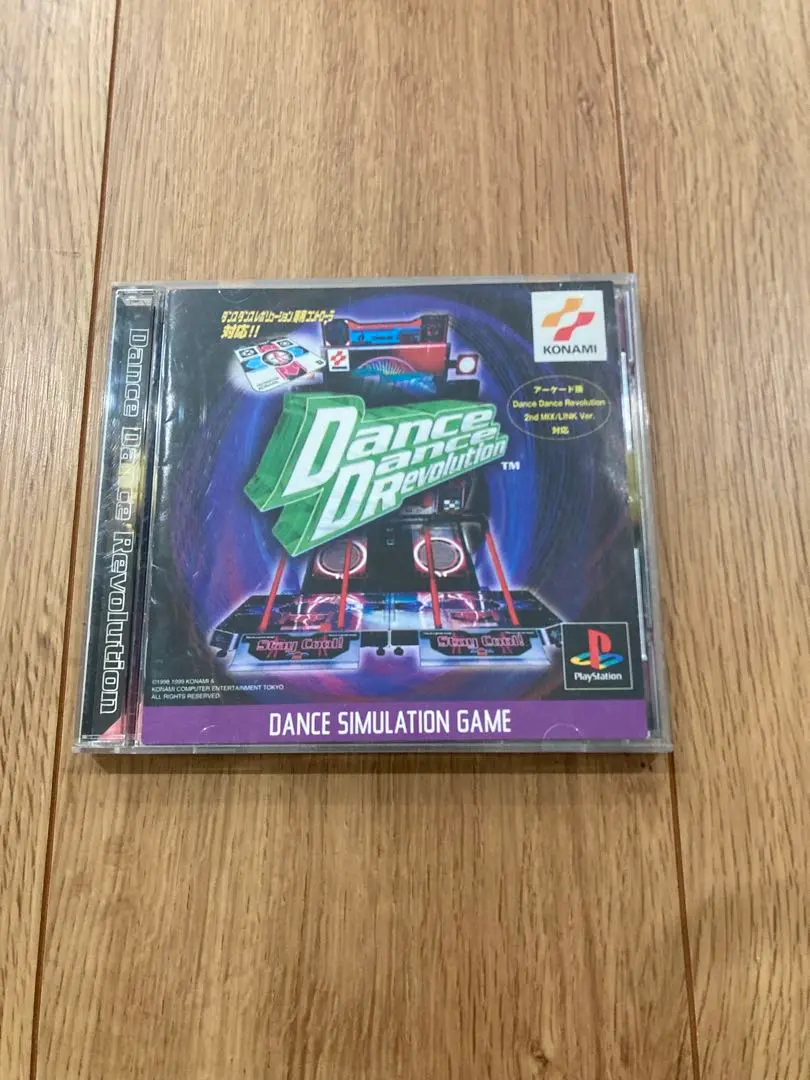 ダンスダンスレボリューション専用コントローラ
対応!!
KONAMI
アーケード版
Dance Dance Revolution
2nd MIX/LINK Ver.
対応
Dance
Dance
Revolution
TM
Stay Cool!
Stay Cool!
©1998 1999 KONAMI &
KONAMI COMPUTER ENTERTAINMENT TOKYO
ALL RIGHTS RESERVED.
PlayStation
DANCE SIMULATION GAME
Dance Dance Revolution